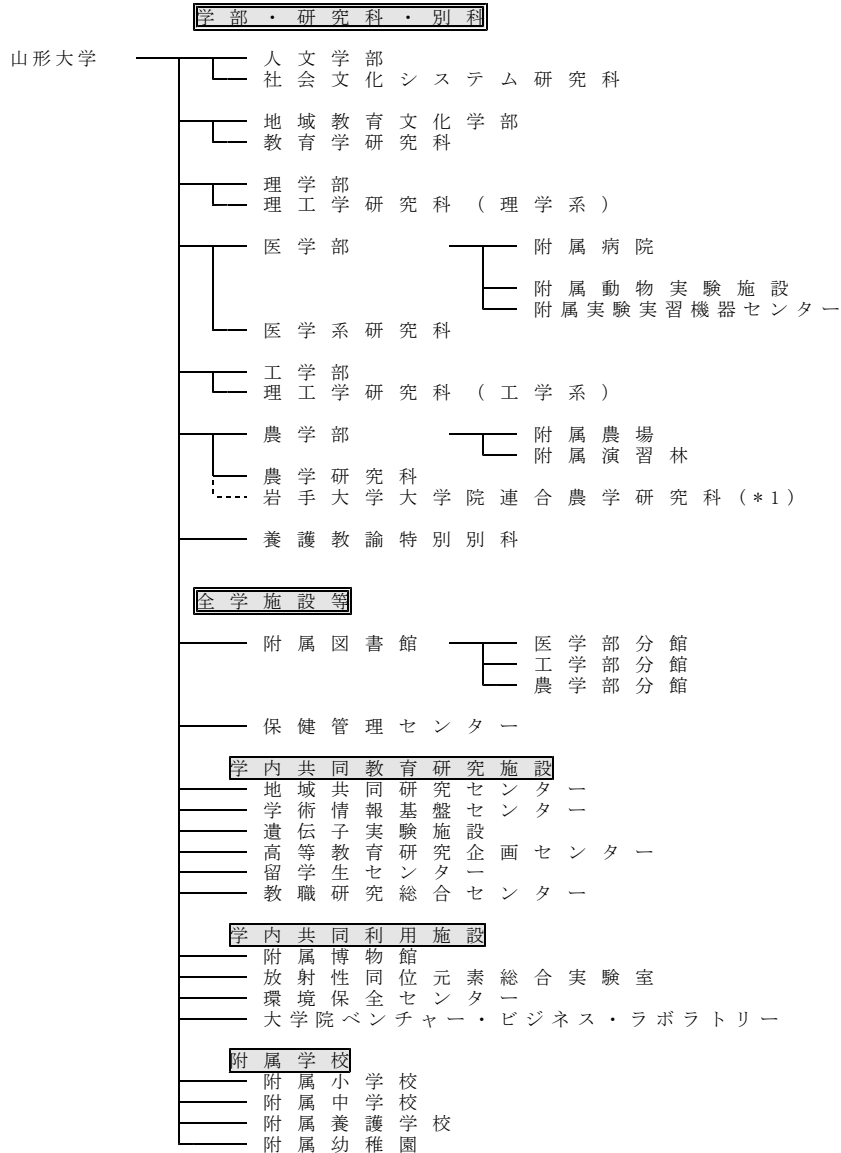 学部・研究科・別科
山形大学 人文学部
社会文化システム研究科
地域教育文化学部
教育学研究科
理学部
理工学研究科(理学系)
医学部 附属病院
附属動物実験施設
附属実験実習機器センター
医学系研究科
工学部
理工学研究科(工学系)
農学部 附属農場
附属演習林
農学研究科
岩手大学大学院連合農学研究科(*1)
養護教諭特別別科
全学施設等
附属図書館 医学部分館
工学部分館
農学部分館
保健管理センター
学内共同教育研究施設
地域共同研究センター
学術情報基盤センター
遺伝子実験施設
高等教育研究企画センター
留学生センター
教職研究総合センター
学内共同利用施設
附属博物館
放射性同位元素総合実験室
環境保全センター
大学院ベンチャー・ビジネス・ラボラトリー
附属学校
附属小学校
附属中学校
附属養護学校
附属幼稚園